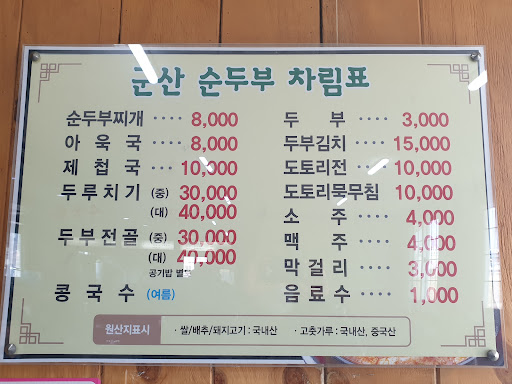 군산 순두부 차림표
순두부찌개 ···· 8,000
아욱국 ···· 8,000
제첩국 ···· 10,000
두루치기 (중) 30,000
(대) 40,000
두부전골 (중) 30,000
(대) 40,000
공기밥 별도
콩국수 (여름)
두부 ···· 3,000
두부김치 ···· 15,000
도토리전 ···· 10,000
도토리묵무침 10,000
소주 ···· 4,000
맥주 ···· 4,000
막걸리 ···· 3,000
음료수 ···· 1,000
원산지표시 · 쌀/배추/돼지고기 : 국내산 · 고춧가루 : 국내산, 중국산